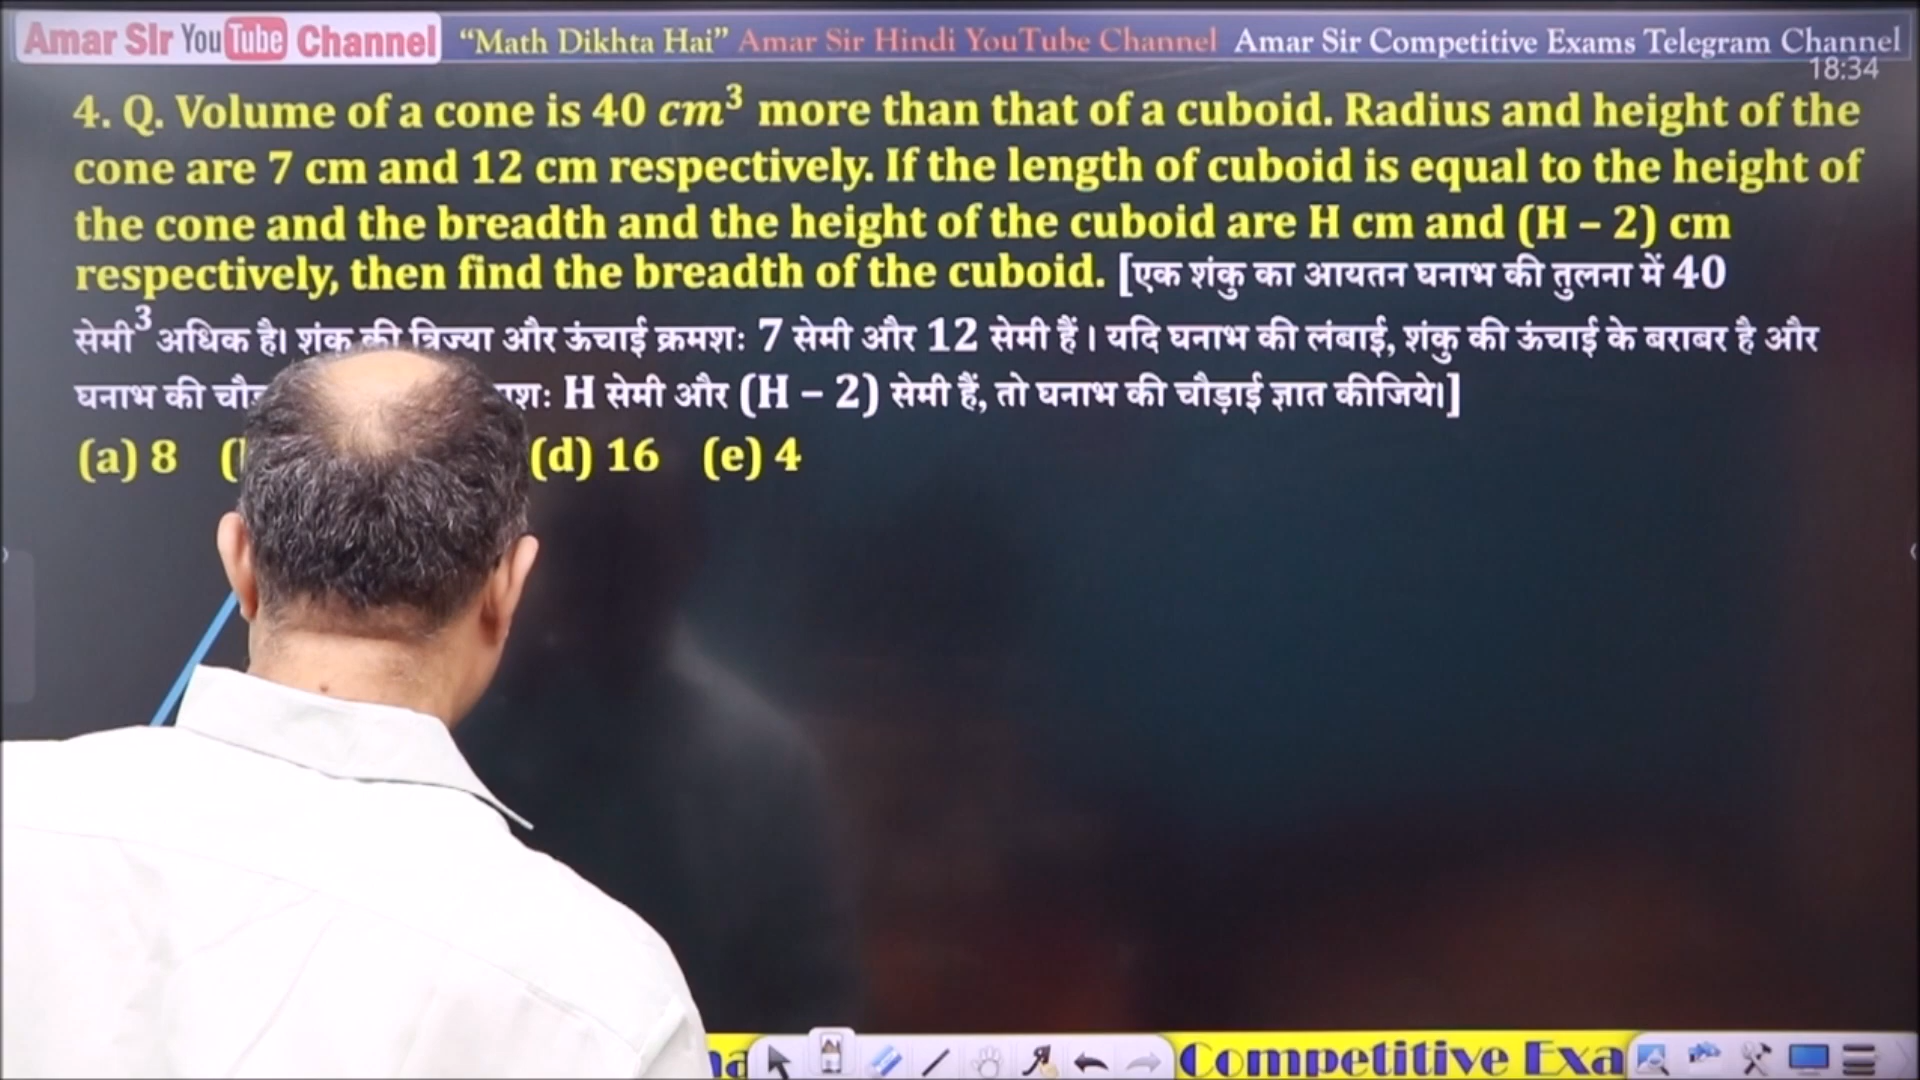 Amar SIr YouTube Channel "Math Dikhta Hai" Amar Sir Hindi YouTube Channel Amar Sir Competitive Exams Telegram Channel
18:34
4. Q. Volume of a cone is 40 cm³ more than that of a cuboid. Radius and height of the
cone are 7 cm and 12 cm respectively. If the length of cuboid is equal to the height of
the cone and the breadth and the height of the cuboid are H cm and (H – 2) cm
respectively, then find the breadth of the cuboid. [एक शंकु का आयतन घनाभ की तुलना में 40
सेमी³ अधिक है। शंकु की त्रिज्या और ऊंचाई क्रमश: 7 सेमी और 12 सेमी हैं । यदि घनाभ की लंबाई, शंकु की ऊंचाई के बराबर है और
घनाभ की H सेमी और (H – 2) सेमी हैं, तो घनाभ की चौड़ाई ज्ञात कीजिये।]
(a) 8 (d) 16 (e) 4
Competitive Exa